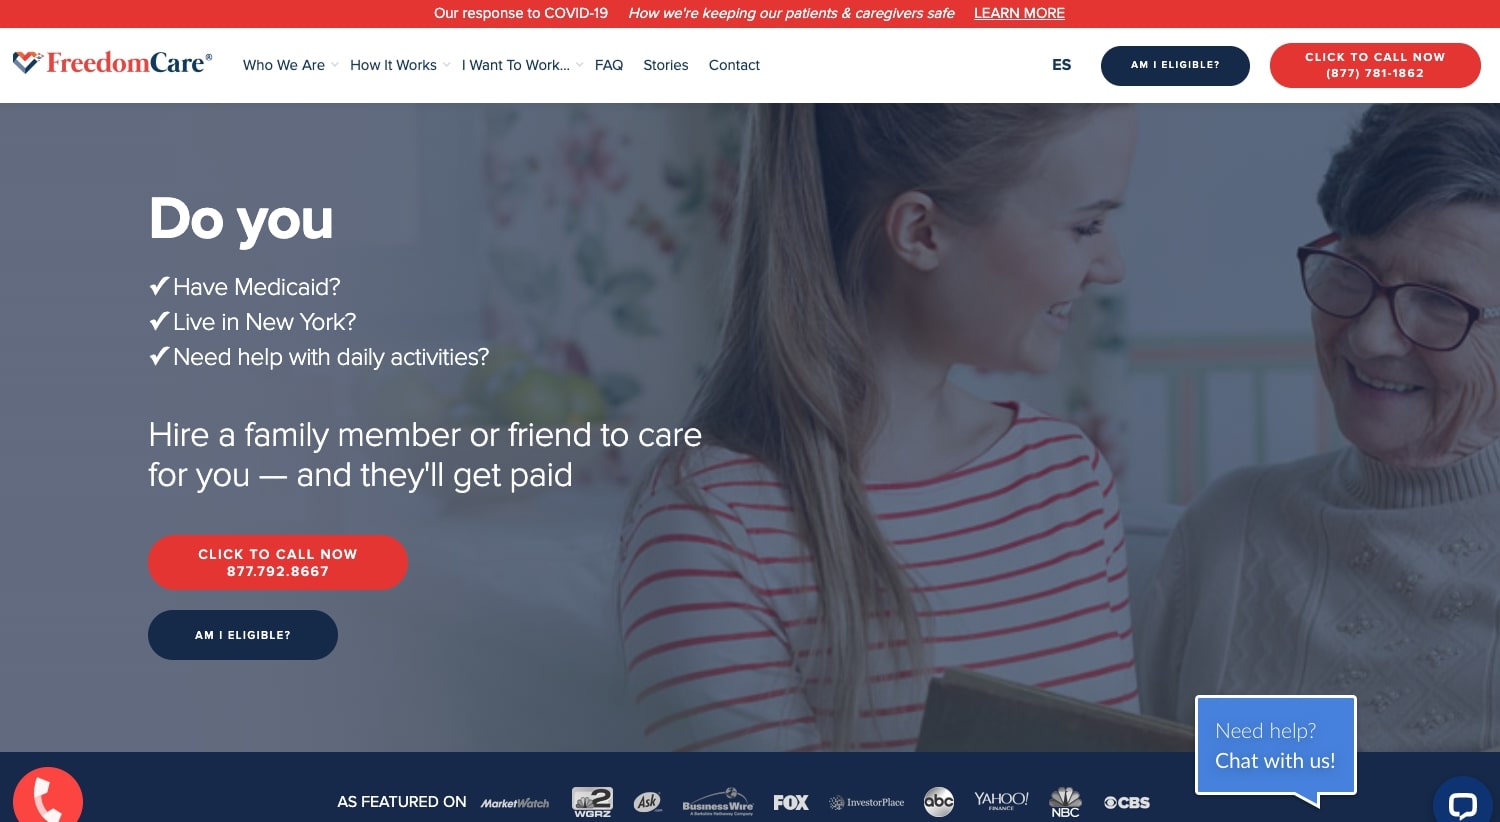 Our response to COVID-19 How we're keeping our patients & caregivers safe LEARN MORE
FreedomCare®
Who We Are How It Works I Want To Work... FAQ Stories Contact
ES
AM I ELIGIBLE?
CLICK TO CALL NOW
(877) 781-1862
Do you
✔Have Medicaid?
✔Live in New York?
✔Need help with daily activities?
Hire a family member or friend to care
for you — and they'll get paid
CLICK TO CALL NOW
877.792.8667
AM I ELIGIBLE?
Need help?
Chat with us!
AS FEATURED ON MarketWatch 2 WGRZ Ask BusinessWire A Berkshire Hathaway Company FOX InvestorPlace abc YAHOO! FINANCE NBC CBS